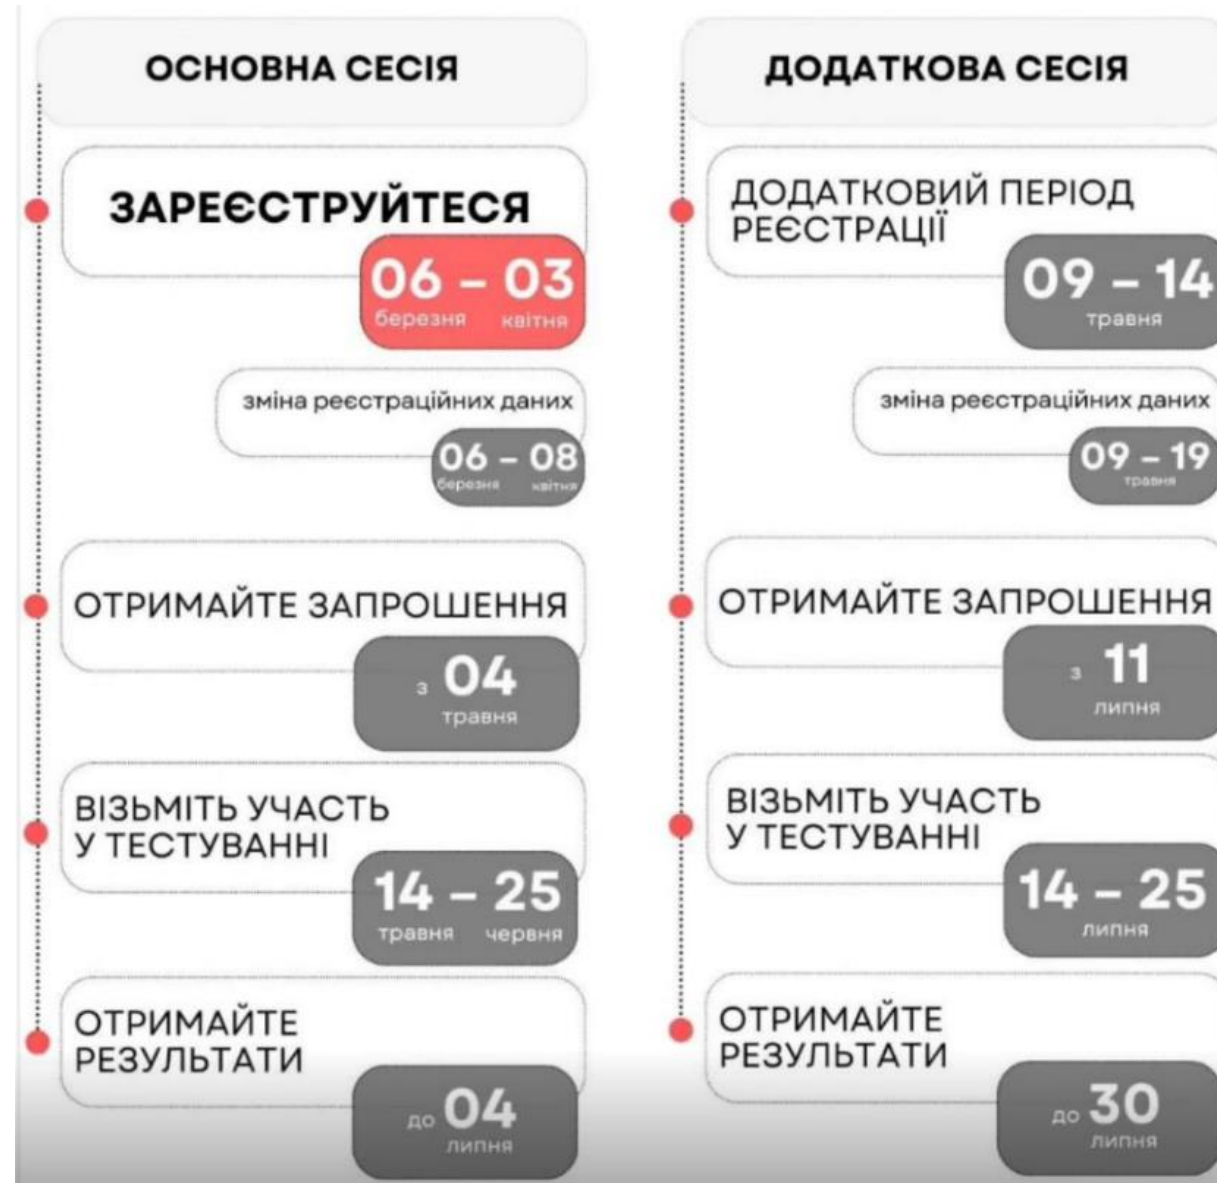 ОСНОВНА СЕСІЯ
ЗАРЕЄСТРУЙТЕСЯ
06 – 03
березня квітня
зміна реєстраційних даних
06 – 08
березня квітня
ОТРИМАЙТЕ ЗАПРОШЕННЯ
з 04
травня
ВІЗЬМІТЬ УЧАСТЬ
У ТЕСТУВАННІ
14 – 25
травня червня
ОТРИМАЙТЕ
РЕЗУЛЬТАТИ
до 04
липня
ДОДАТКОВА СЕСІЯ
ДОДАТКОВИЙ ПЕРІОД
РЕЄСТРАЦІЇ
09 – 14
травня
зміна реєстраційних даних
09 – 19
травня
ОТРИМАЙТЕ ЗАПРОШЕННЯ
з 11
липня
ВІЗЬМІТЬ УЧАСТЬ
У ТЕСТУВАННІ
14 – 25
липня
ОТРИМАЙТЕ
РЕЗУЛЬТАТИ
до 30
липня